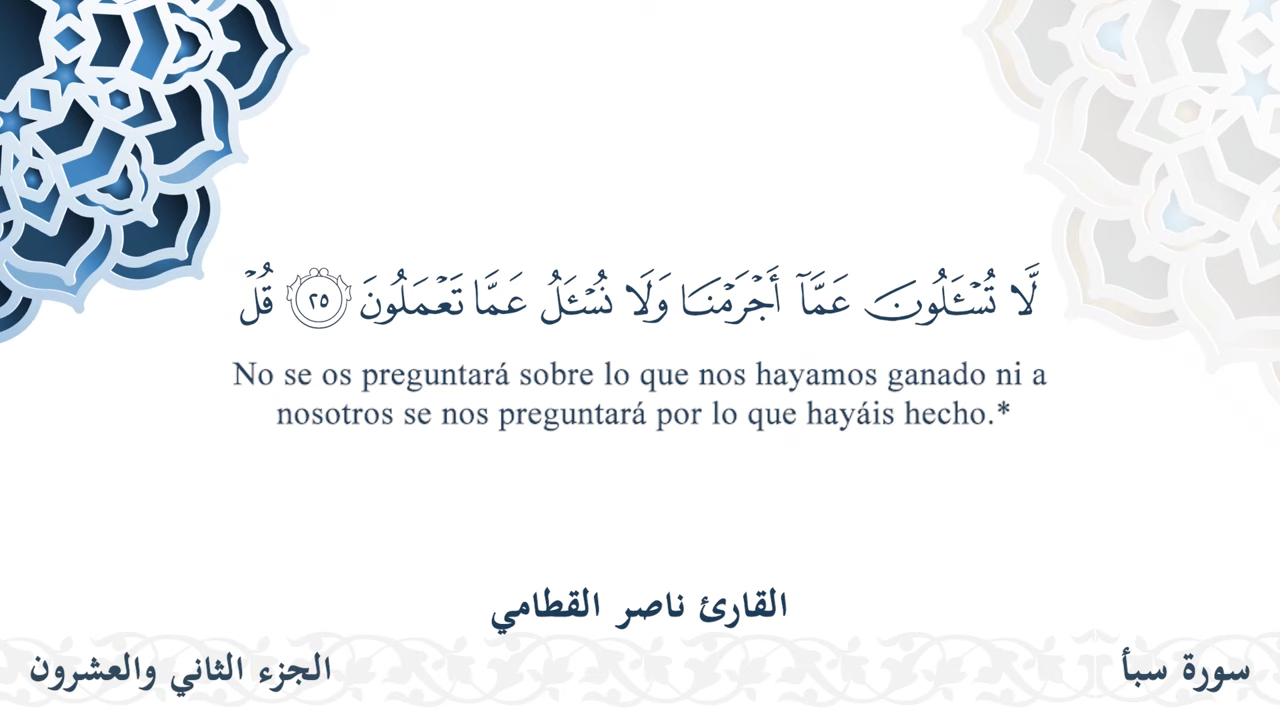 لَّا تُسْـَٔلُونَ عَمَّآ أَجْرَمْنَا وَلَا نُسْـَٔلُ عَمَّا تَعْمَلُونَ ٢٥ قُلْ
No se os preguntará sobre lo que nos hayamos ganado ni a
nosotros se nos preguntará por lo que hayáis hecho.*
القارئ ناصر القطامي
سورة سبأ
الجزء الثاني والعشرون